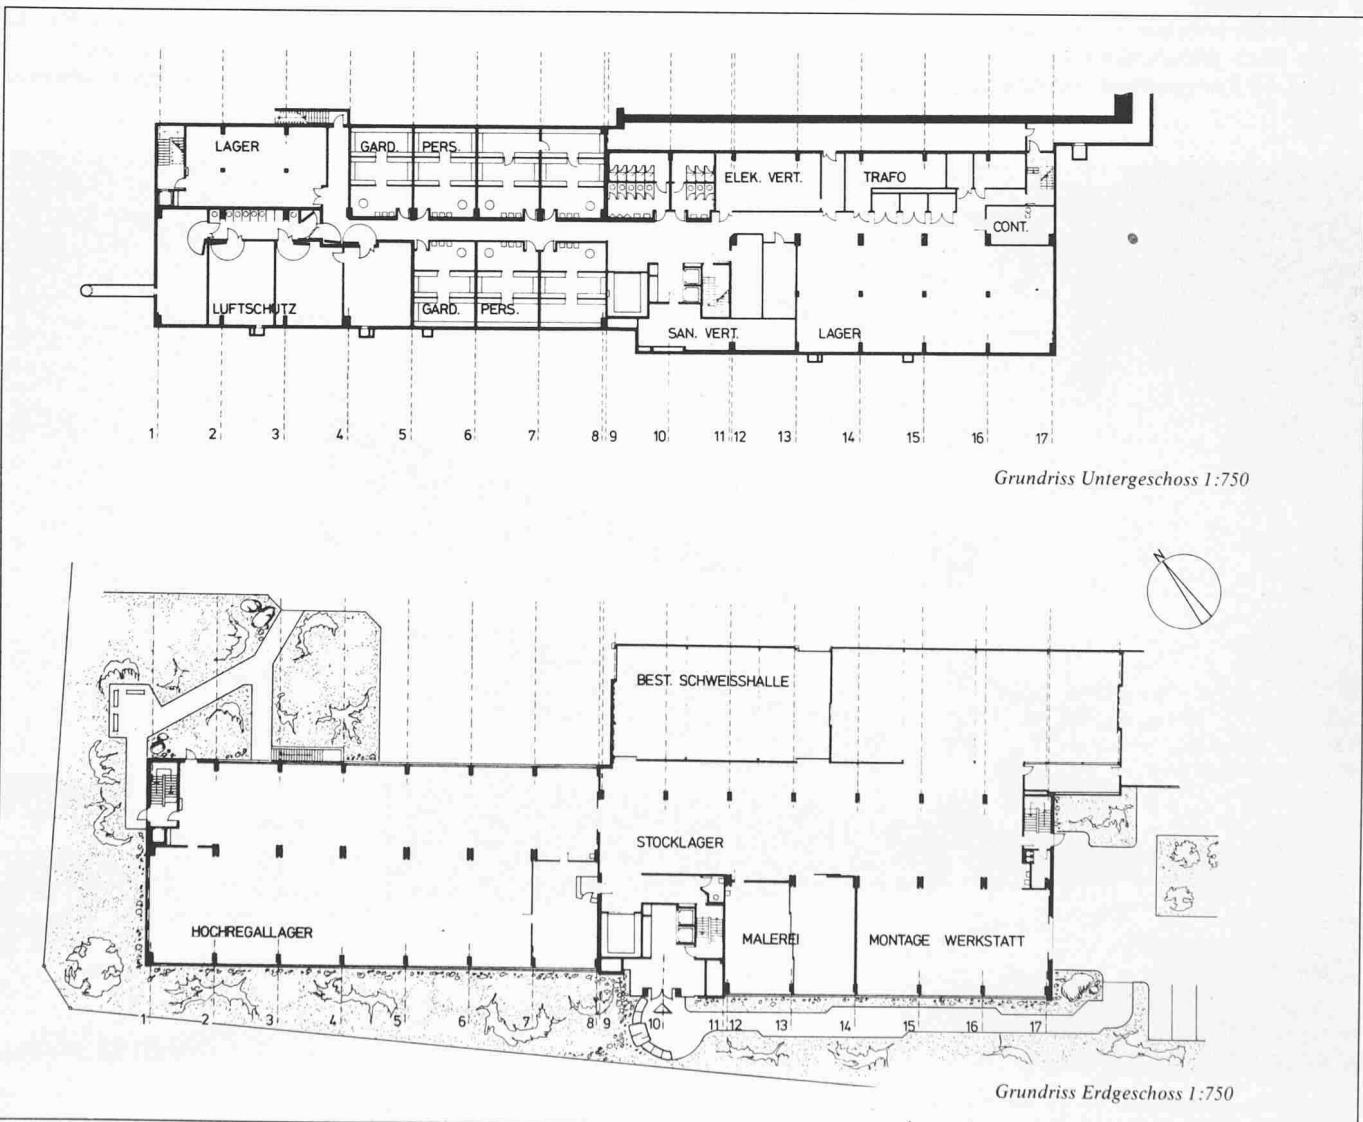 LAGER
GARD. PERS.
ELEK. VERT.
TRAFO
CONT.
LUFTSCHUTZ
GARD. PERS.
SAN. VERT.
LAGER
1 2 3 4 5 6 7 8 9 10 11 12 13 14 15 16 17
Grundriss Untergeschoss 1:750
N
BEST. SCHWEISSHALLE
STOCKLAGER
HOCHREGALLAGER
MALEREI
MONTAGE WERKSTATT
1 2 3 4 5 6 7 8 9 10 11 12 13 14 15 16 17
Grundriss Erdgeschoss 1:750